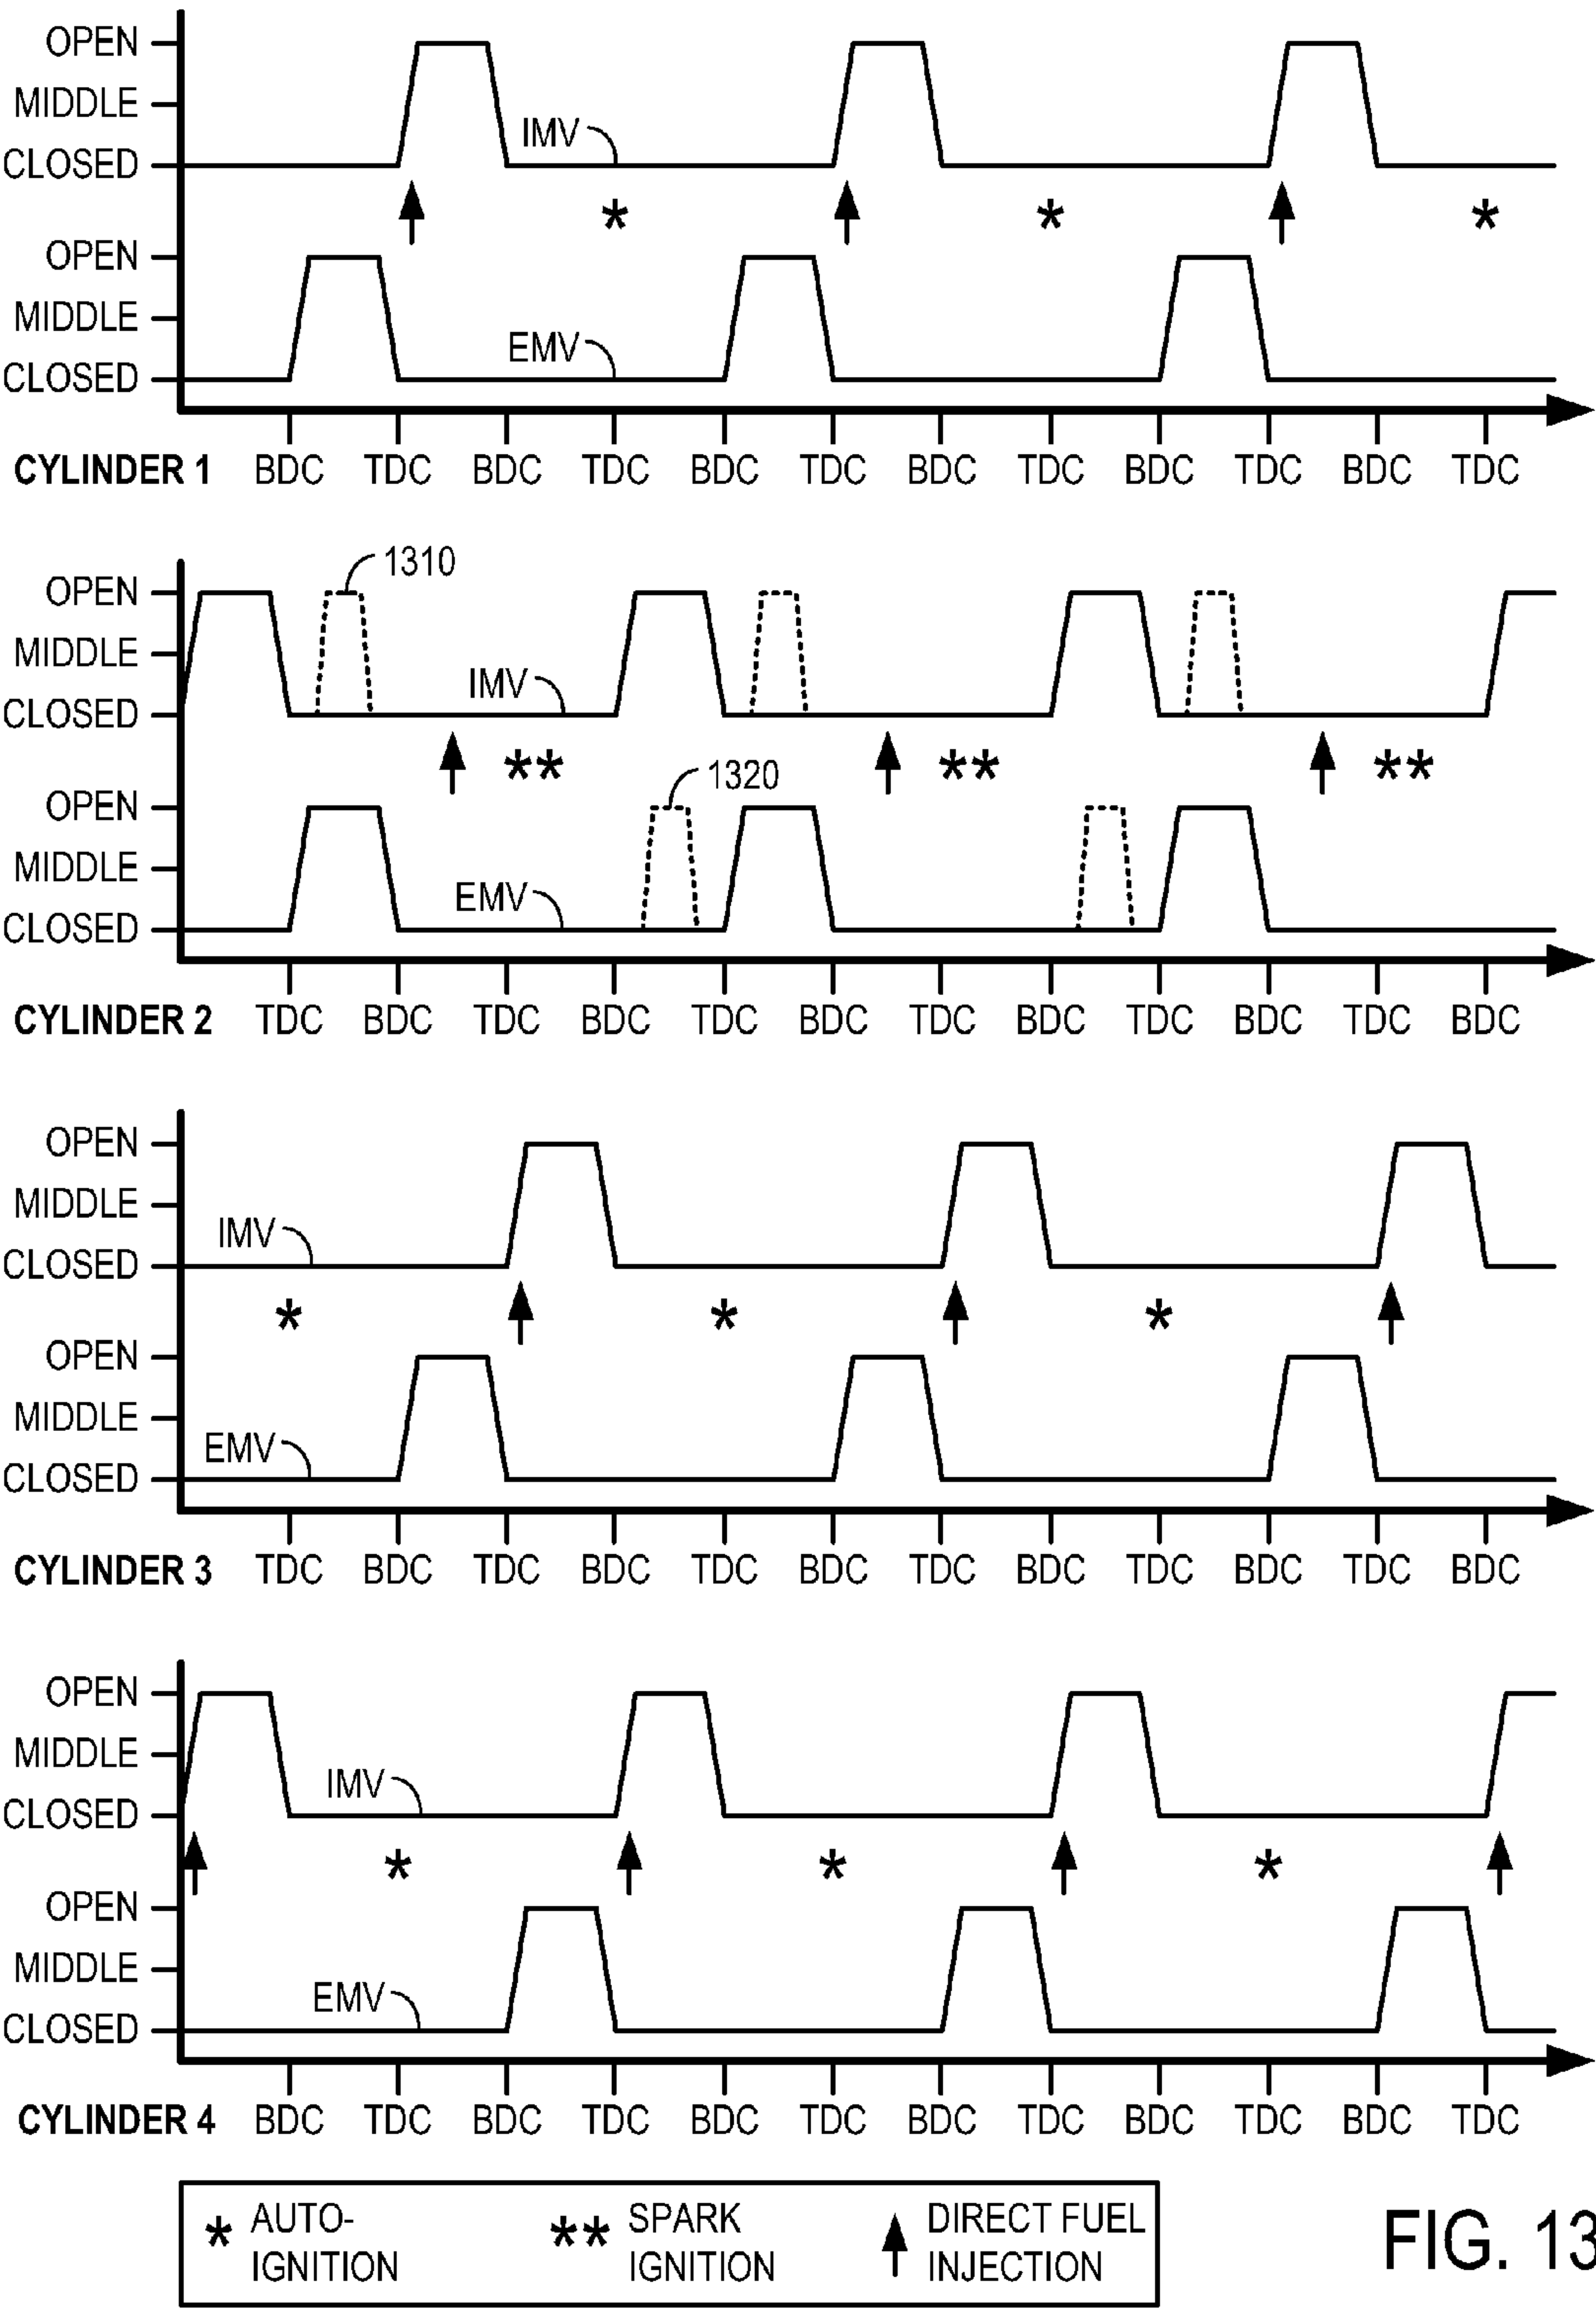 OPEN
MIDDLE
CLOSED
IMV
*
*
*
OPEN
MIDDLE
CLOSED
EMV
CYLINDER 1 BDC TDC BDC TDC BDC TDC BDC TDC BDC TDC BDC TDC
1310
OPEN
MIDDLE
CLOSED
IMV
** ** **
1320
OPEN
MIDDLE
CLOSED
EMV
CYLINDER 2 TDC BDC TDC BDC TDC BDC TDC BDC TDC BDC TDC BDC
OPEN
MIDDLE
CLOSED
IMV
* * *
OPEN
MIDDLE
CLOSED
EMV
CYLINDER 3 TDC BDC TDC BDC TDC BDC TDC BDC TDC BDC TDC BDC
OPEN
MIDDLE
CLOSED
IMV
* * *
OPEN
MIDDLE
CLOSED
EMV
CYLINDER 4 BDC TDC BDC TDC BDC TDC BDC TDC BDC TDC BDC TDC
* AUTO-
IGNITION
** SPARK
IGNITION
DIRECT FUEL
INJECTION
FIG. 13